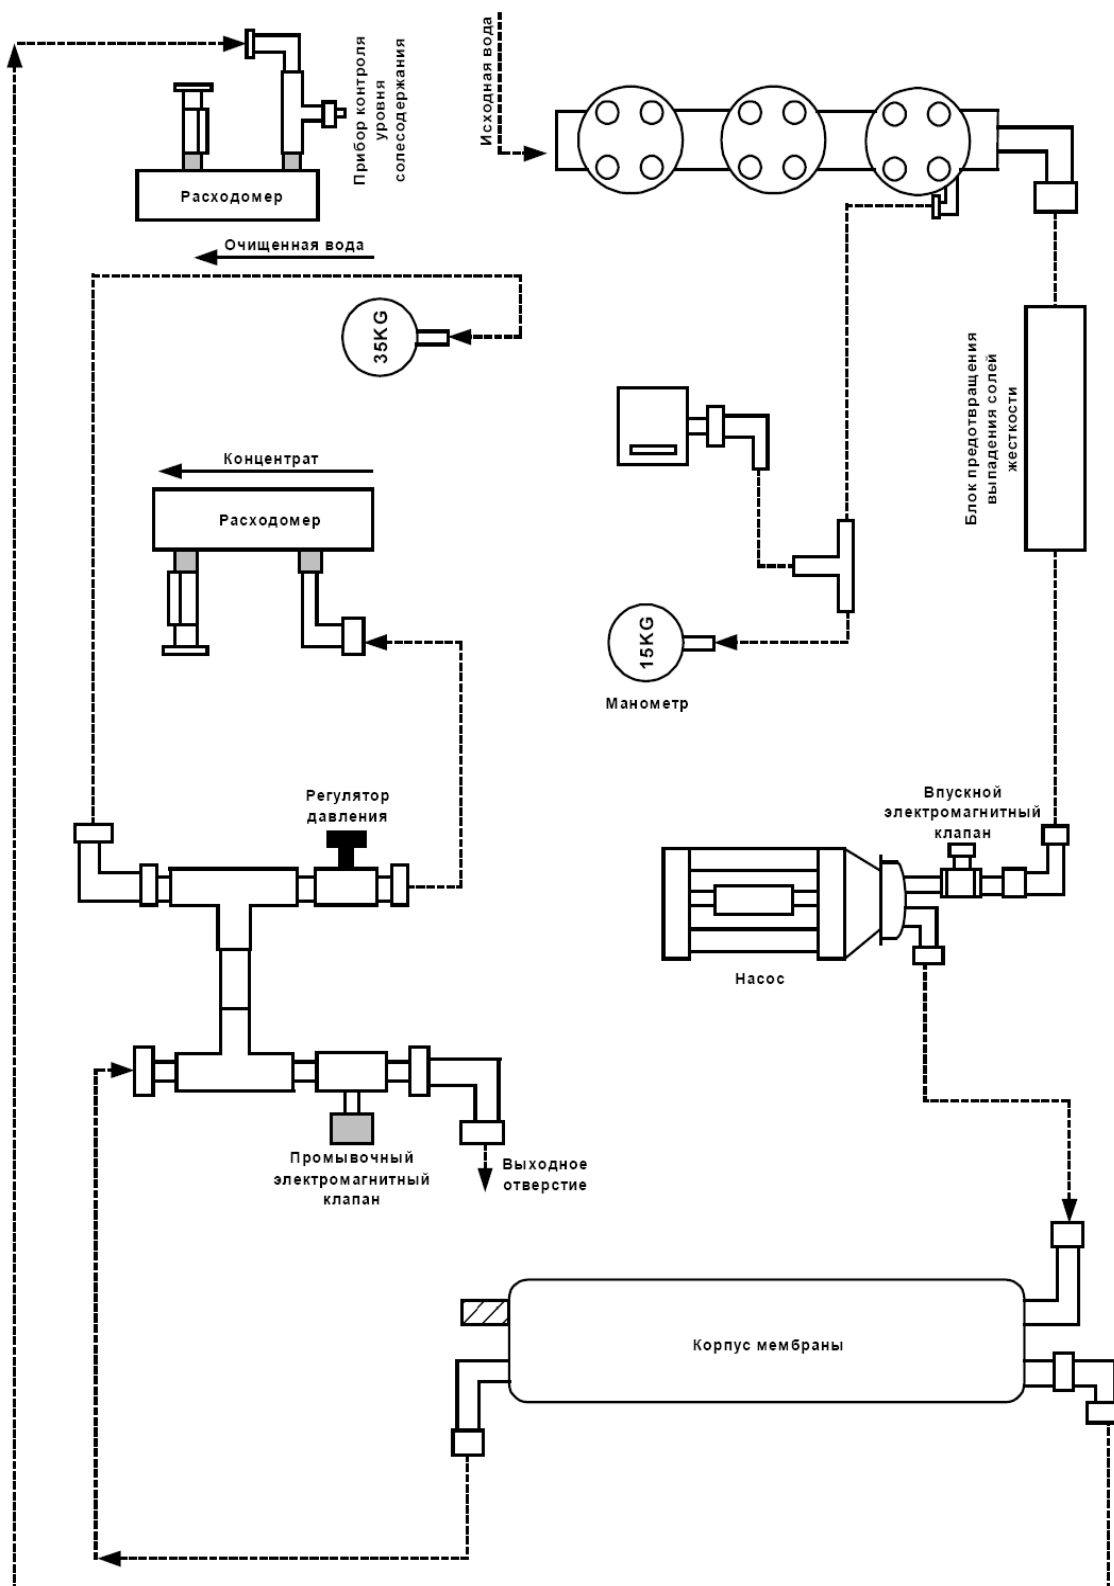 Прибор контроля
уровня
солесодержания
Исходная вода
Расходомер
Очищенная вода
35KG
Концентрат
Расходомер
Блок предотвращения
выпадения солей
жесткости
15KG
Манометр
Регулятор
давления
Впускной
электромагнитный
клапан
Насос
Промывочный
электромагнитный
клапан
Выходное
отверстие
Корпус мембраны